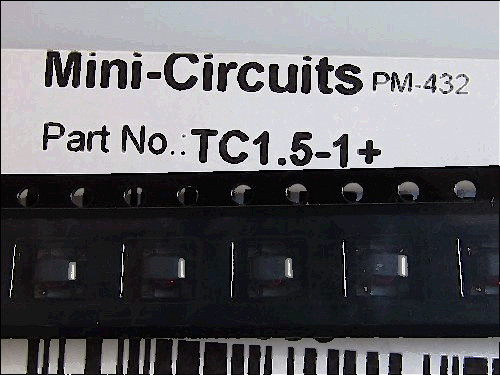 Mini-Circuits PM-432
Part No.: TC1.5-1+